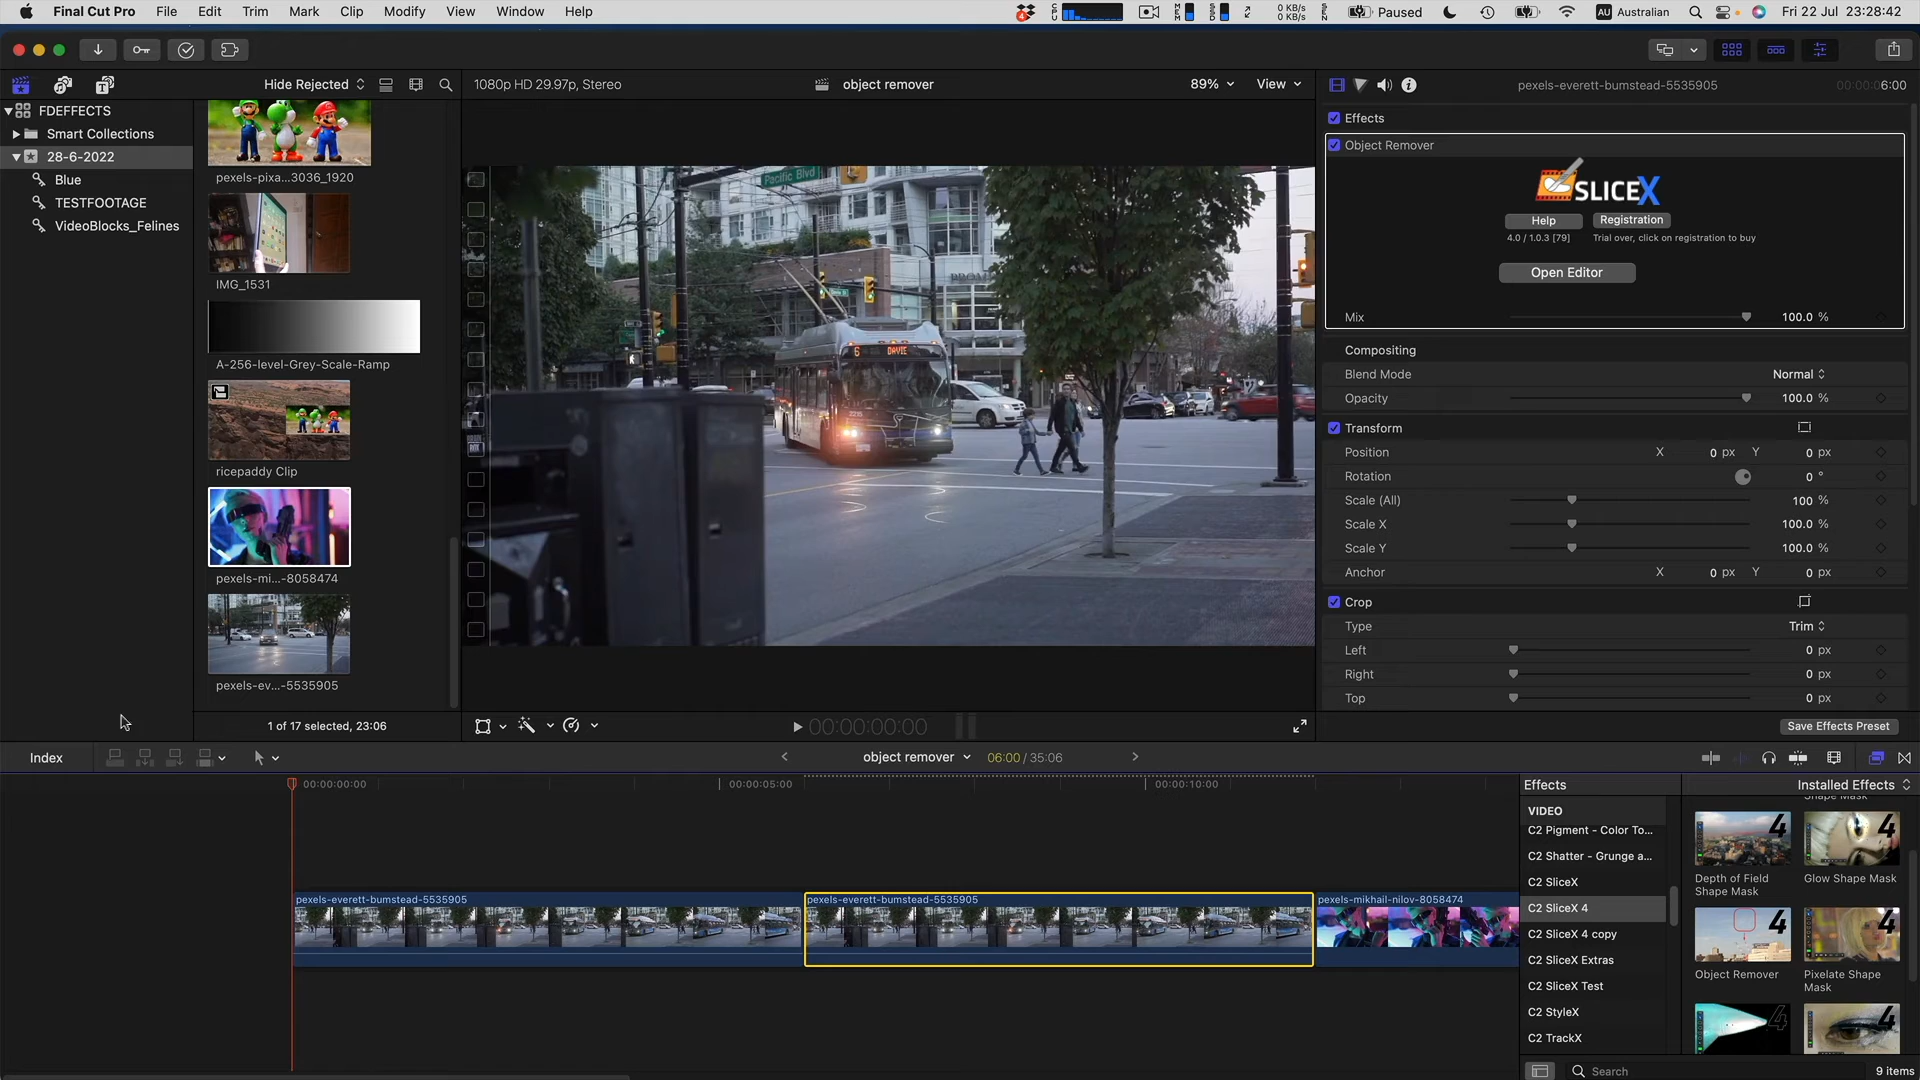 Final Cut Pro File Edit Trim Mark Clip Modify View Window Help
0 KB/s
0 KB/s
Paused
AU Australian
Fri 22 Jul 23:28:42
Hide Rejected
1080p HD 29.97p, Stereo
object remover
89%
View
pexels-everett-bumstead-5535905
00:00:06:00
FDEFFECTS
Smart Collections
28-6-2022
Blue
TESTFOOTAGE
VideoBlocks_Felines
pexels-pixa...3036_1920
IMG_1531
A-256-level-Grey-Scale-Ramp
ricepaddy Clip
pexels-mi...-8058474
pexels-ev...-5535905
1 of 17 selected, 23:06
Pacific Blvd
6 DAVIE
00:00:00:00
Effects
Object Remover
SLICEX
Help
Registration
4.0 / 1.0.3 [79]
Trial over, click on registration to buy
Open Editor
Mix 100.0 %
Compositing
Blend Mode Normal
Opacity 100.0 %
Transform
Position X 0 px Y 0 px
Rotation 0 °
Scale (All) 100 %
Scale X 100.0 %
Scale Y 100.0 %
Anchor X 0 px Y 0 px
Crop
Type Trim
Left 0 px
Right 0 px
Top 0 px
Save Effects Preset
Index
object remover
06:00 / 35:06
00:00:00:00
00:00:05:00
00:00:10:00
pexels-everett-bumstead-5535905
pexels-everett-bumstead-5535905
pexels-mikhail-nilov-8058474
Effects
Installed Effects
VIDEO
C2 Pigment - Color To...
C2 Shatter - Grunge a...
C2 SliceX
C2 SliceX 4
C2 SliceX 4 copy
C2 SliceX Extras
C2 SliceX Test
C2 StyleX
C2 TrackX
Shape Mask
4
4
Depth of Field
Shape Mask
Glow Shape Mask
4
Object Remover
Pixelate Shape
Mask
4
4
Search
9 items